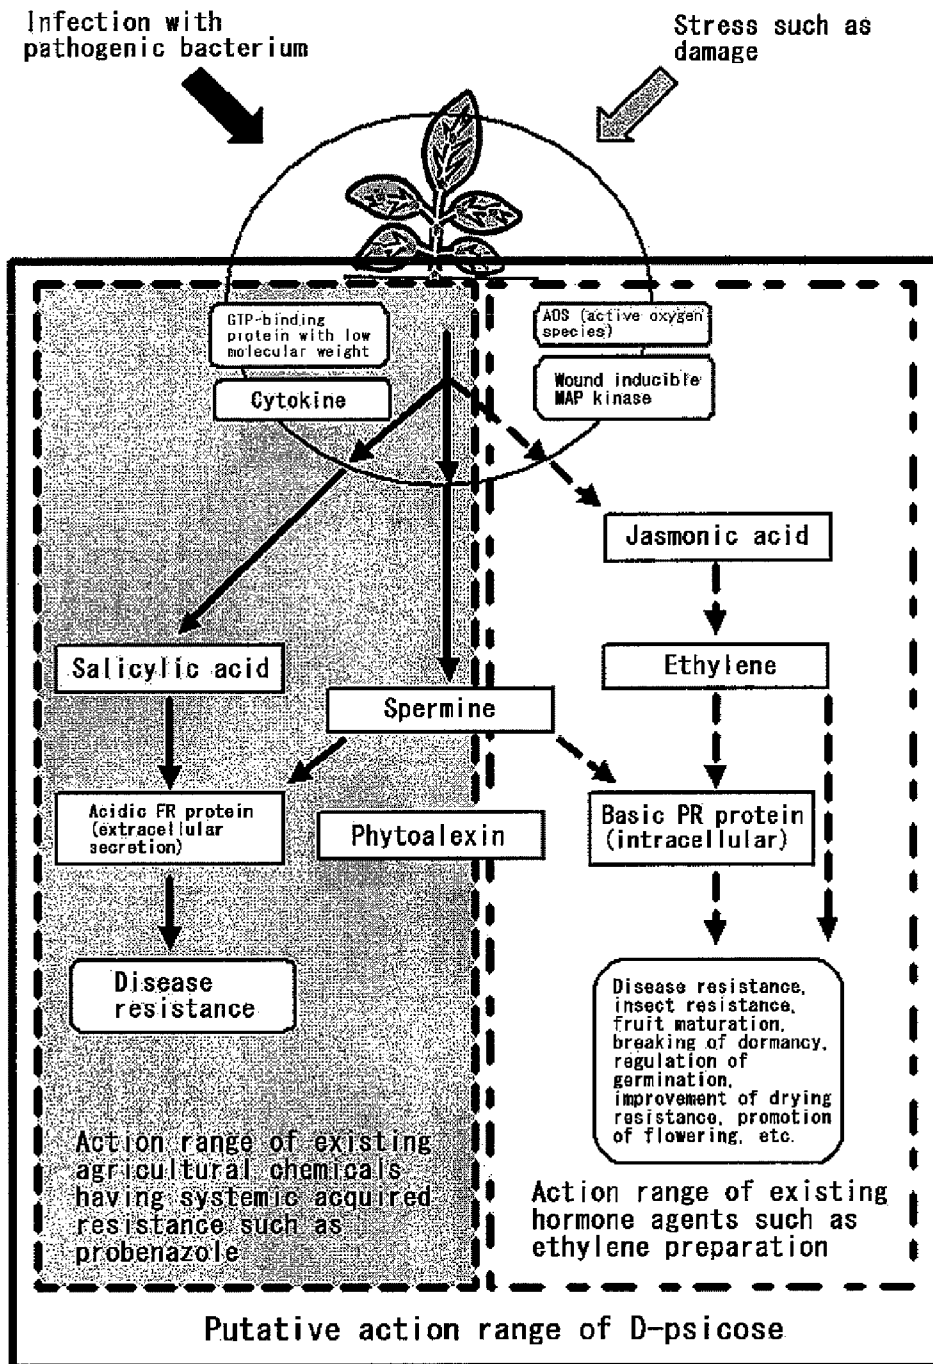 Infection with
pathogenic bacterium
Stress such as
damage
GTP-binding
protein with low
molecular weight
Cytokine
AOS (active oxygen
species)
Wound inducible
MAP kinase
Jasmonic acid
Salicylic acid
Ethylene
Spermine
Acidic FR protein
(extracellular
secretion)
Phytoalexin
Basic PR protein
(intracellular)
Disease
resistance
Disease resistance,
insect resistance,
fruit maturation,
breaking of dormancy,
regulation of
germination,
improvement of drying
resistance, promotion
of flowering, etc.
Action range of existing
agricultural chemicals
having systemic acquired
resistance such as
probenazole
Action range of existing
hormone agents such as
ethylene preparation
Putative action range of D-psicose